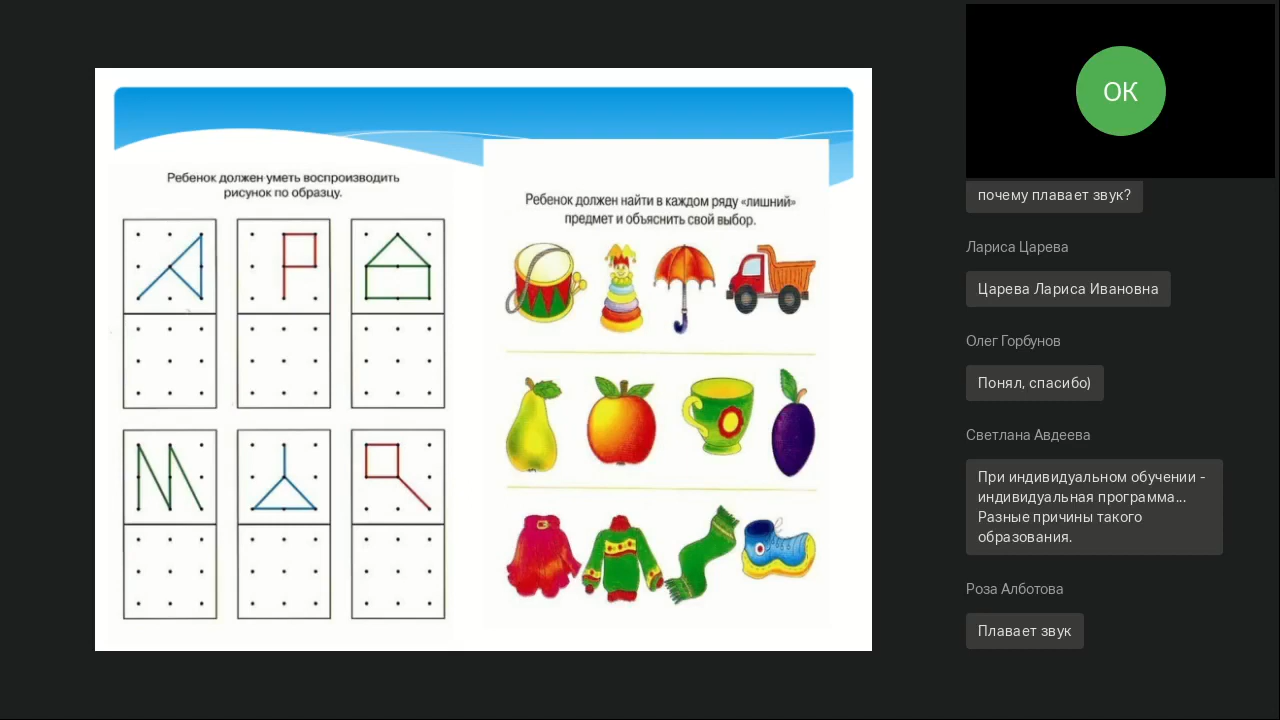 Ребенок должен уметь воспроизводить
рисунок по образцу.
Ребенок должен найти в каждом ряду «лишний»
предмет и объяснить свой выбор.
ОК
почему плавает звук?
Лариса Царева
Царева Лариса Ивановна
Олег Горбунов
Понял, спасибо)
Светлана Авдеева
При индивидуальном обучении -
индивидуальная программа...
Разные причины такого
образования.
Роза Алботова
Плавает звук